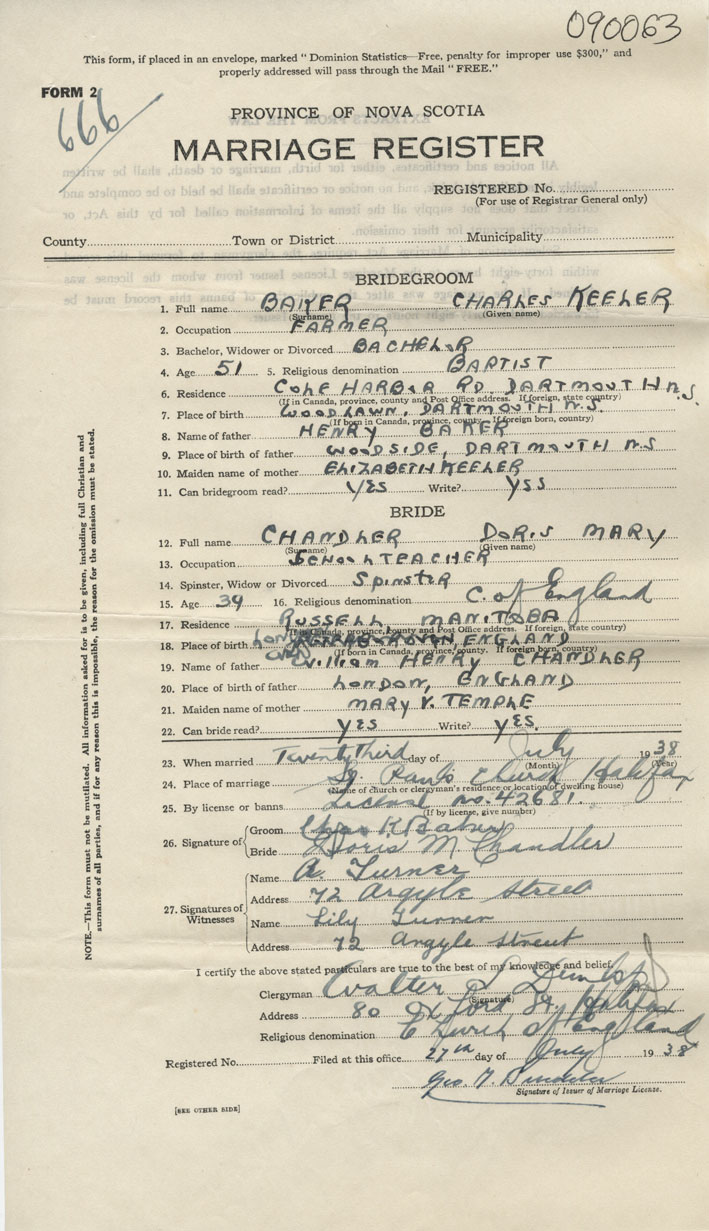 090063
This form, if placed in an envelope, marked "Dominion Statistics—Free, penalty for improper use $300," and
properly addressed will pass through the Mail "FREE."
FORM 2
666
PROVINCE OF NOVA SCOTIA
MARRIAGE REGISTER
REGISTERED No.
(For use of Registrar General only)
County Town or District Municipality
BRIDEGROOM
1. Full name BAKER CHARLES KEELER
(Surname) (Given name)
2. Occupation FARMER
3. Bachelor, Widower or Divorced BACHELOR
4. Age 51 5. Religious denomination BAPTIST
6. Residence COLE HARBOR RD. DARTMOUTH N.S.
(If in Canada, province, county and Post Office address. If foreign, state country)
7. Place of birth WOODLAWN, DARTMOUTH N.S.
(If born in Canada, province, county. If foreign born, country)
8. Name of father HENRY BAKER
9. Place of birth of father WOODSIDE, DARTMOUTH N.S
10. Maiden name of mother ELIZABETH KEELER
11. Can bridegroom read? YES Write? YSS
BRIDE
12. Full name CHANDLER DORIS MARY
(Surname) (Given name)
13. Occupation SCHOOLTEACHER
14. Spinster, Widow or Divorced SPINSTER
15. Age 39 16. Religious denomination C. of England
17. Residence RUSSELL MANITOBA
(If in Canada, province, county and Post Office address. If foreign, state country)
18. Place of birth ENGLAND
(If born in Canada, province, county. If foreign born, country)
19. Name of father William HENRY CHANDLER
20. Place of birth of father LONDON, ENGLAND
21. Maiden name of mother MARY V. TEMPLE
22. Can bride read? YES Write? YES.
23. When married Twenty third day of July 1938
(Month) (Year)
24. Place of marriage St Paul's Church Halifax
(Name of church or clergyman's residence or location of dwelling house)
25. By license or banns License no. 42681.
(If by license, give number)
26. Signature of
Groom Chas K Baker
Bride Doris M. Chandler
27. Signatures of Witnesses
Name A. Turner
Address 72 Argyle Street
Name Lily Turner
Address 72 Argyle Street
I certify the above stated particulars are true to the best of my knowledge and belief.
Clergyman Walter S Dunlop
(Signature)
Address 80 Oxford St. Halifax
Religious denomination Church of England
Registered No. Filed at this office 27th day of July 1938
Geo.
Signature of Issuer of Marriage License.
[SEE OTHER SIDE]
NOTE.—This form must not be mutilated. All information asked for is to be given, including full Christian and
surnames of all parties, and if for any reason this is impossible, the reason for the omission must be stated.